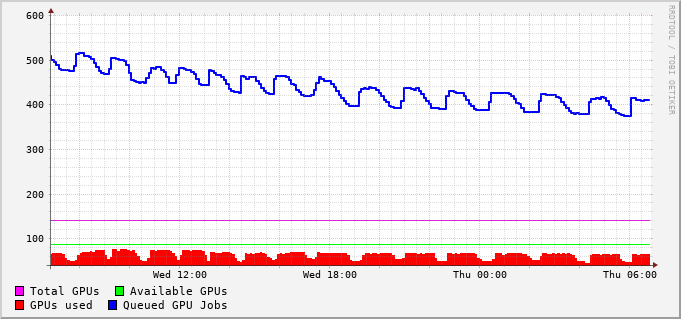 600
500
400
300
200
100
Wed 12:00 Wed 18:00 Thu 00:00 Thu 06:00
Total GPUs Available GPUs
GPUs used Queued GPU Jobs
RRDTOOL / TOBI OETIKER